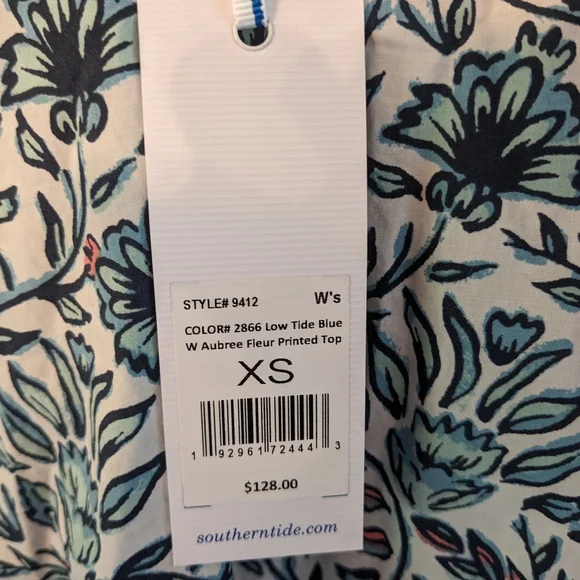 STYLE# 9412 W's
COLOR# 2866 Low Tide Blue
W Aubree Fleur Printed Top
XS
1 92961 72444 3
$128.00
southerntide.com